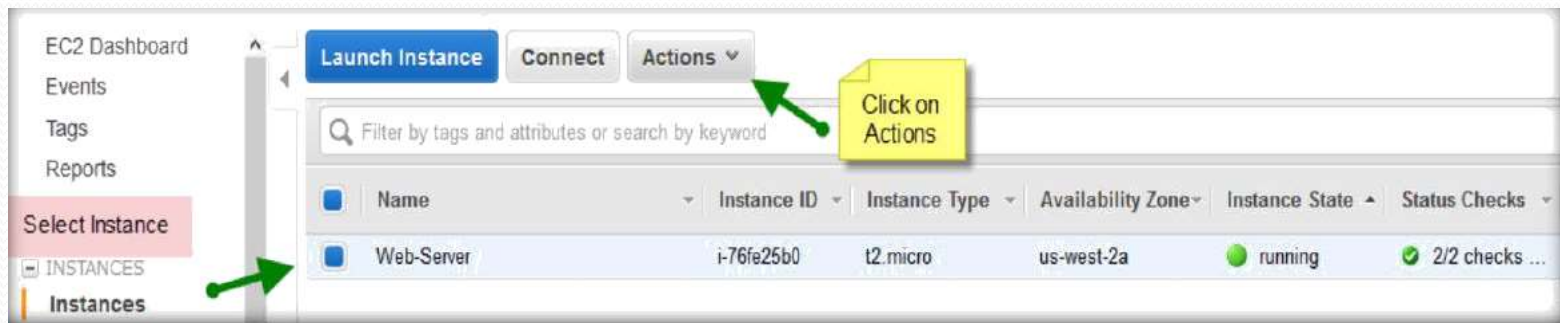 EC2 Dashboard
Events
Tags
Reports
Select Instance
INSTANCES
Instances
Launch Instance Connect Actions
Click on
Actions
Filter by tags and attributes or search by keyword
Name Instance ID Instance Type Availability Zone Instance State Status Checks
Web-Server i-76fe25b0 t2.micro us-west-2a running 2/2 checks ...